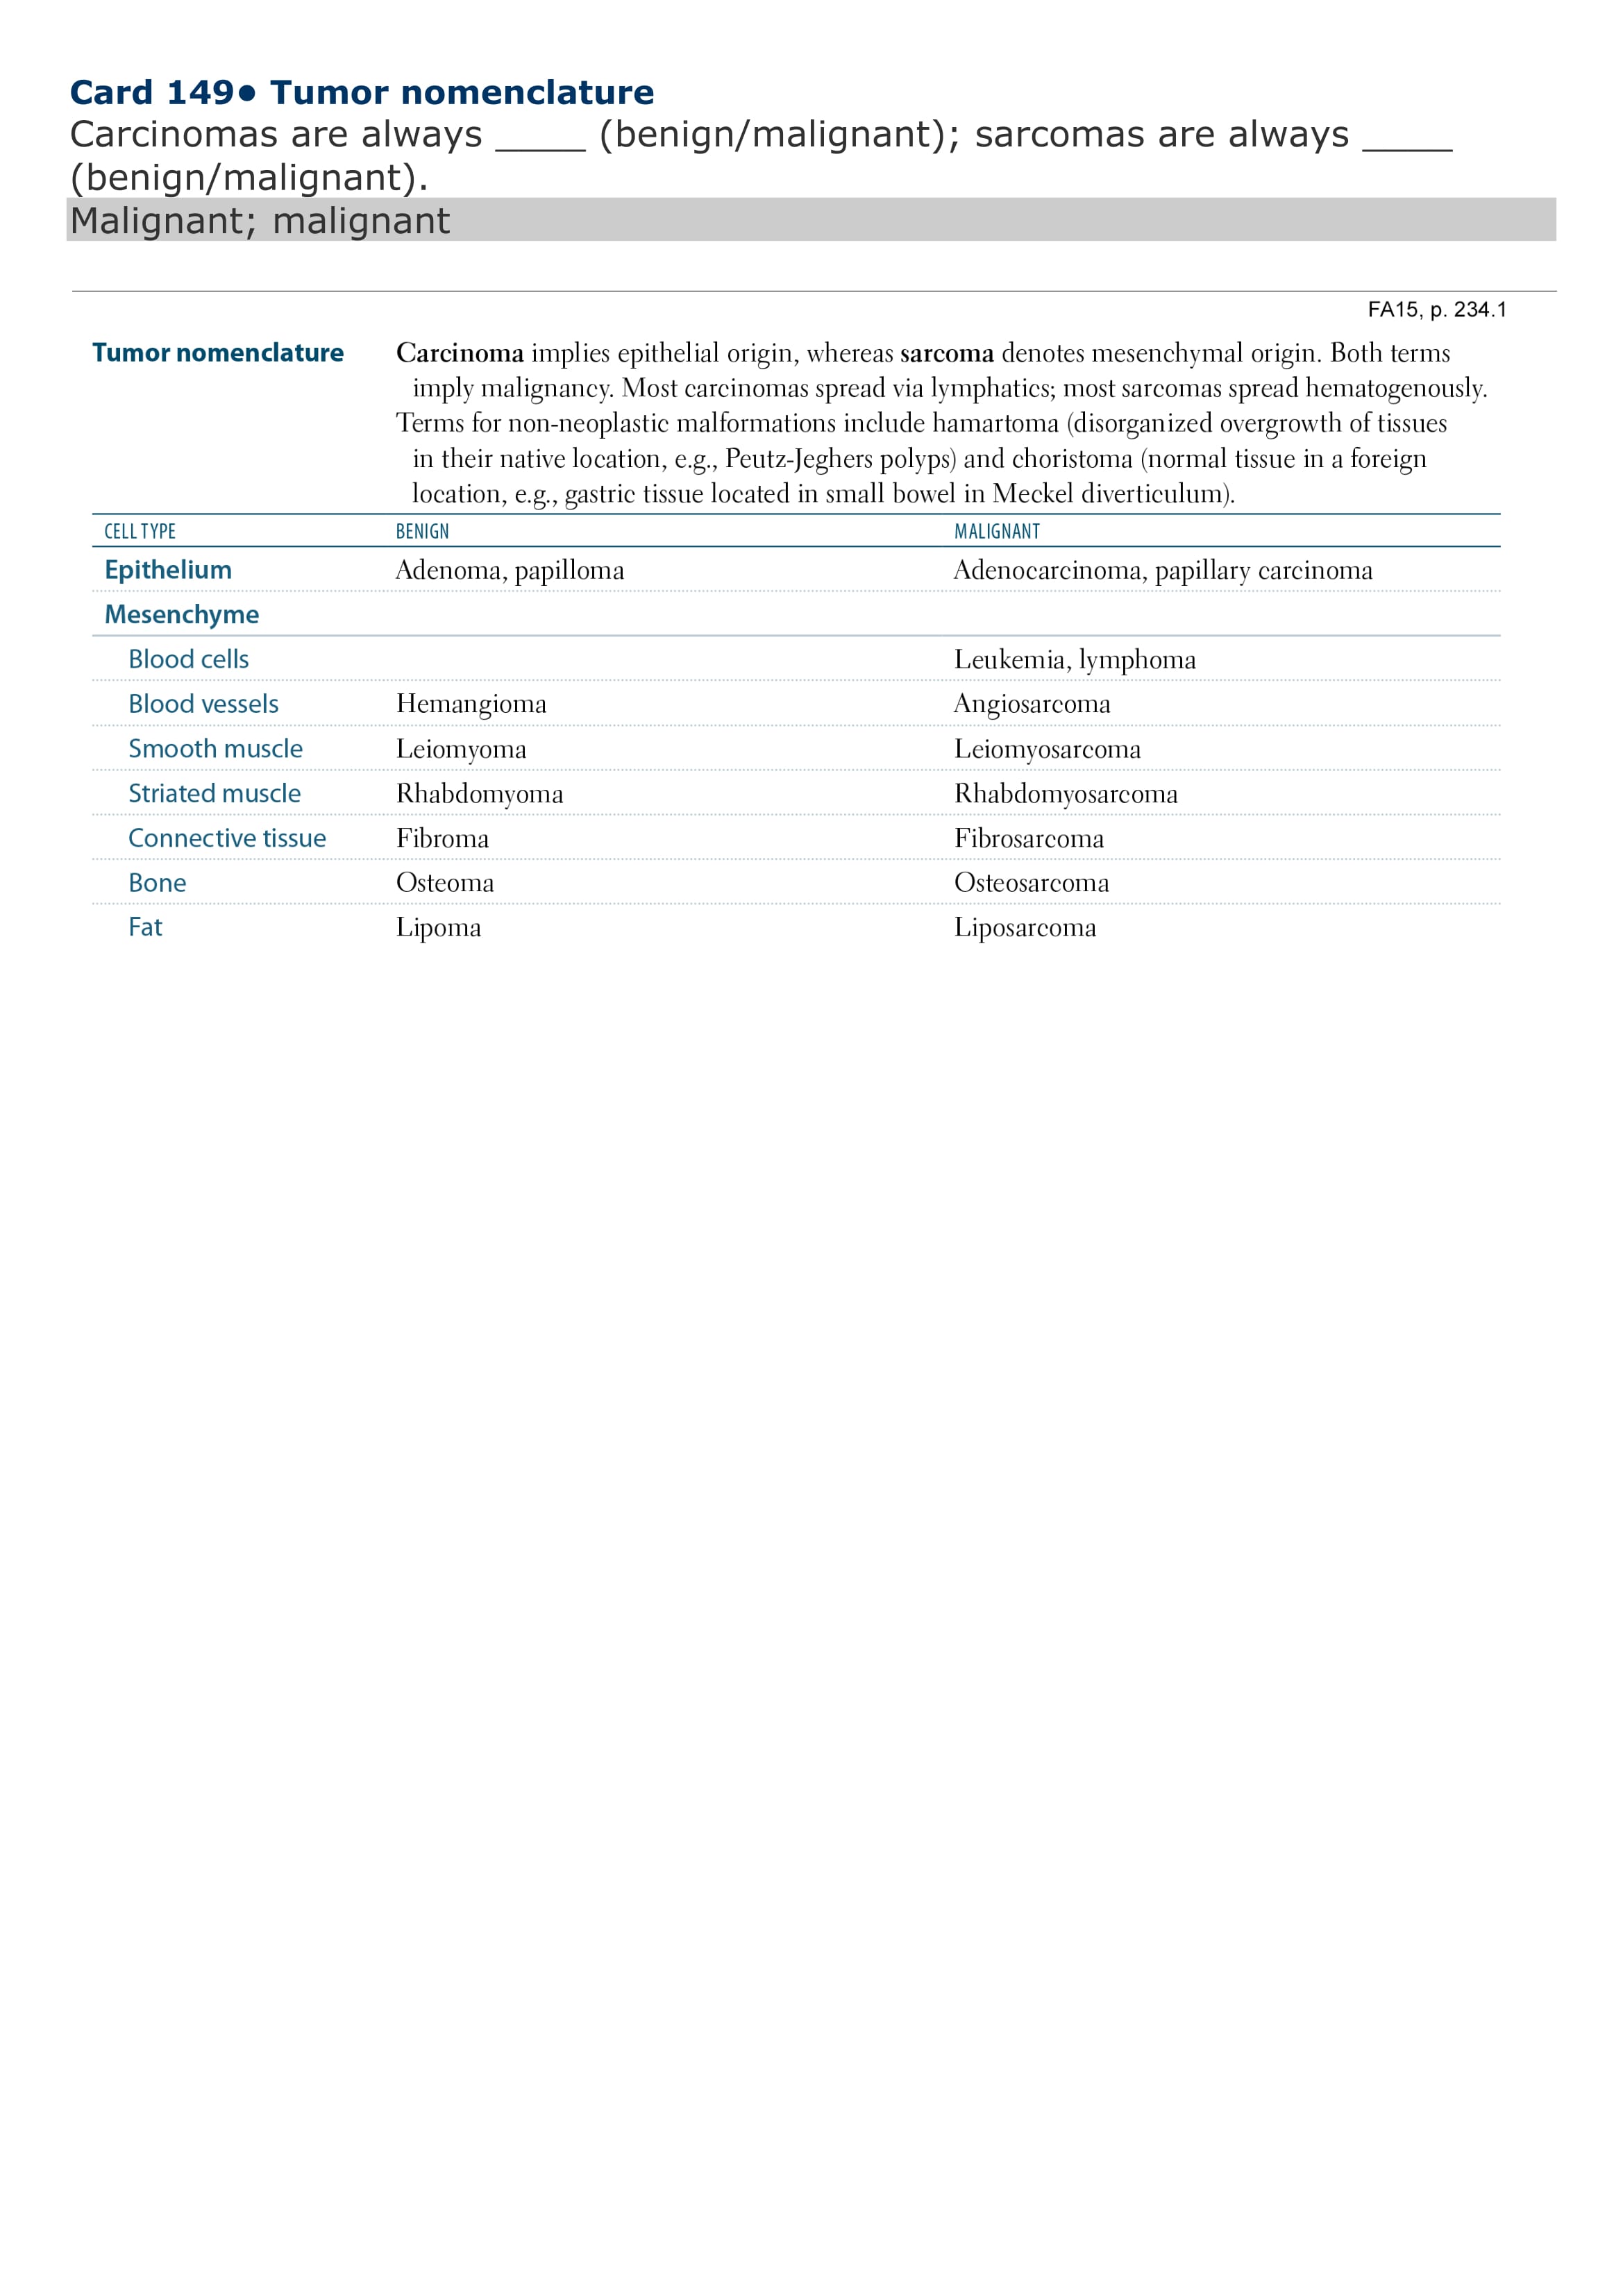 Card 149• Tumor nomenclature
Carcinomas are always _____ (benign/malignant); sarcomas are always _____
(benign/malignant).
Malignant; malignant
FA15, p. 234.1
Tumor nomenclature Carcinoma implies epithelial origin, whereas sarcoma denotes mesenchymal origin. Both terms
imply malignancy. Most carcinomas spread via lymphatics; most sarcomas spread hematogenously.
Terms for non-neoplastic malformations include hamartoma (disorganized overgrowth of tissues
in their native location, e.g., Peutz-Jeghers polyps) and choristoma (normal tissue in a foreign
location, e.g., gastric tissue located in small bowel in Meckel diverticulum).
CELL TYPE BENIGN MALIGNANT
Epithelium Adenoma, papilloma Adenocarcinoma, papillary carcinoma
Mesenchyme
Blood cells Leukemia, lymphoma
Blood vessels Hemangioma Angiosarcoma
Smooth muscle Leiomyoma Leiomyosarcoma
Striated muscle Rhabdomyoma Rhabdomyosarcoma
Connective tissue Fibroma Fibrosarcoma
Bone Osteoma Osteosarcoma
Fat Lipoma Liposarcoma